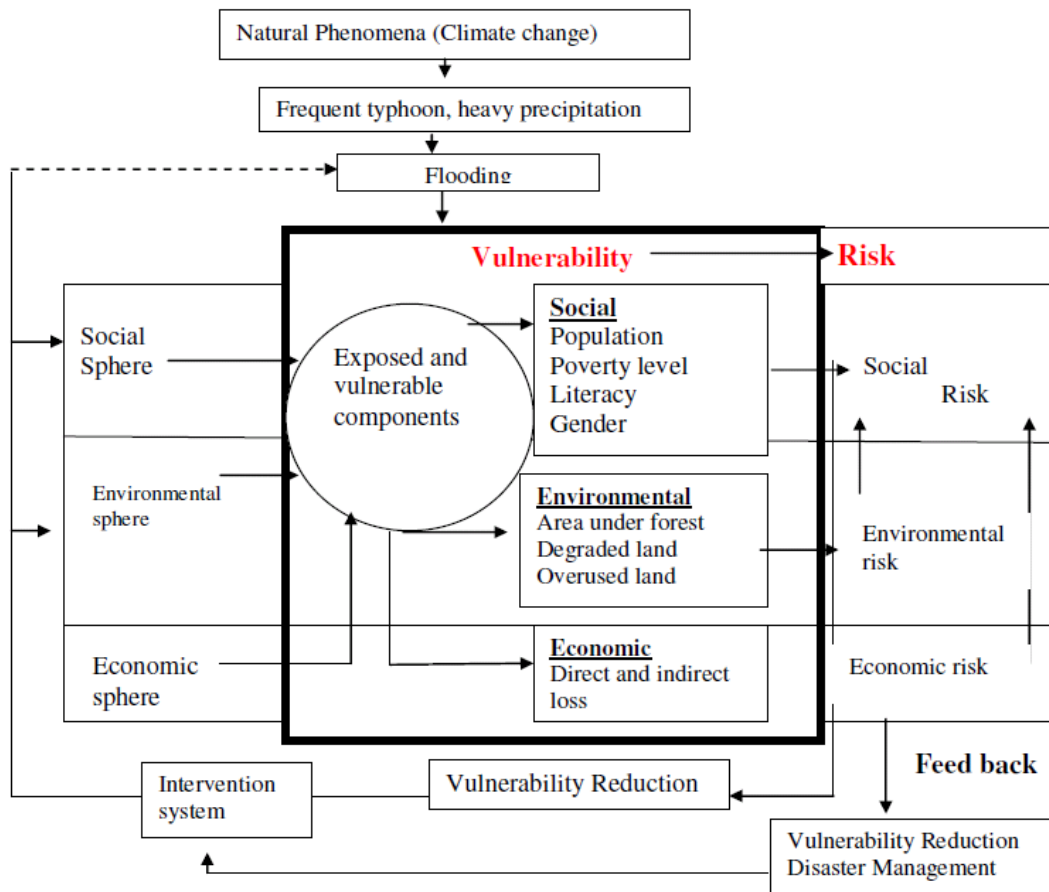 Natural Phenomena (Climate change)
Frequent typhoon, heavy precipitation
Flooding
Vulnerability
Risk
Social
Sphere
Exposed and
vulnerable
components
Social
Population
Poverty level
Literacy
Gender
Social
Risk
Environmental
sphere
Environmental
Area under forest
Degraded land
Overused land
Environmental
risk
Economic
sphere
Economic
Direct and indirect
loss
Economic risk
Feed back
Intervention
system
Vulnerability Reduction
Vulnerability Reduction
Disaster Management